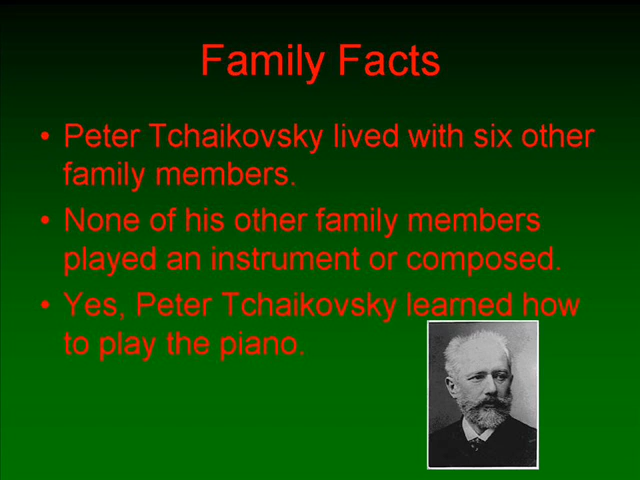 Family Facts
• Peter Tchaikovsky lived with six other
family members.
• None of his other family members
played an instrument or composed.
• Yes, Peter Tchaikovsky learned how
to play the piano.